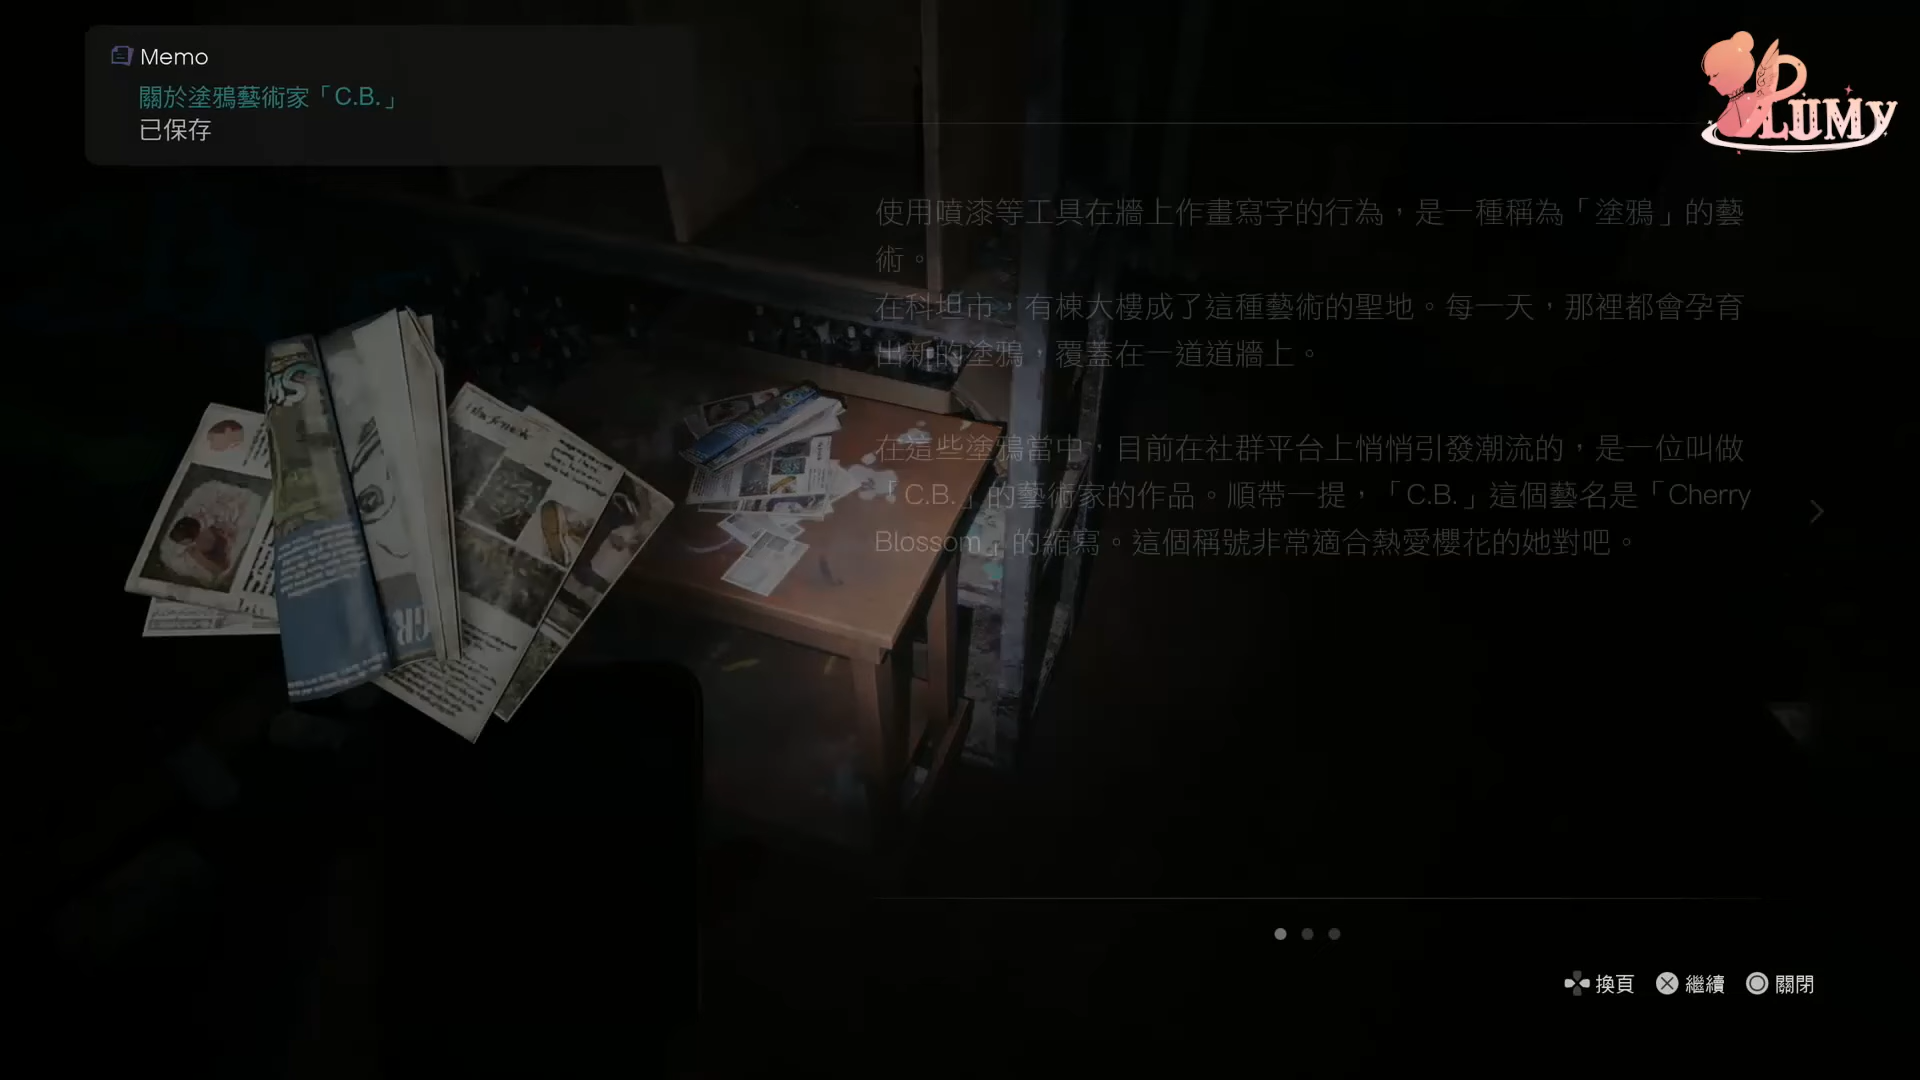 Memo
關於塗鴉藝術家「C.B.」
已保存
PLUMy
使用噴漆等工具在牆上作畫寫字的行為，是一種稱為「塗鴉」的藝
術。
在科坦市，有棟大樓成了這種藝術的聖地。每一天，那裡都會孕育
出新的塗鴉，覆蓋在一道道牆上。
在這些塗鴉當中，目前在社群平台上悄悄引發潮流的，是一位叫做
「C.B.」的藝術家的作品。順帶一提，「C.B.」這個藝名是「Cherry
Blossom」的縮寫。這個稱號非常適合熱愛櫻花的她對吧。
換頁
繼續
關閉